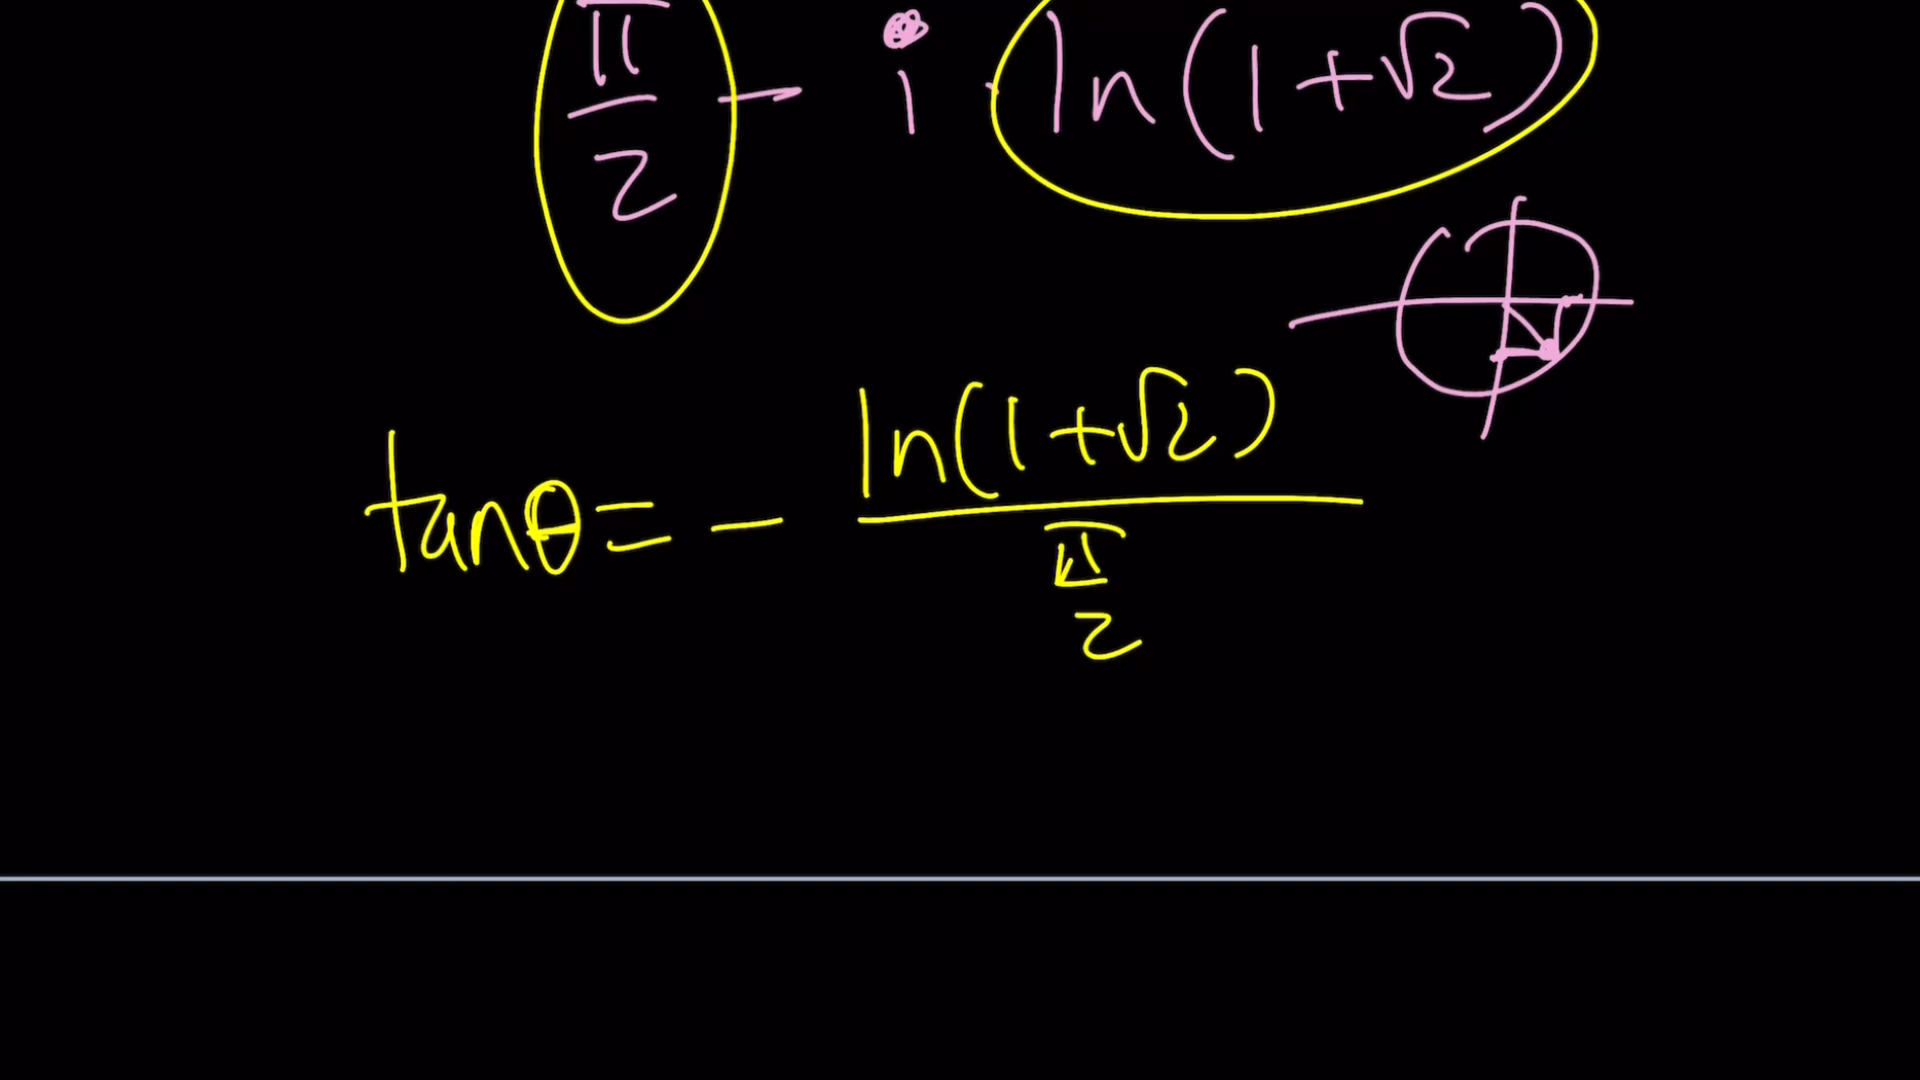 π/2 - i · ln(1+√2)
tanθ = - ln(1+√2) / π/2